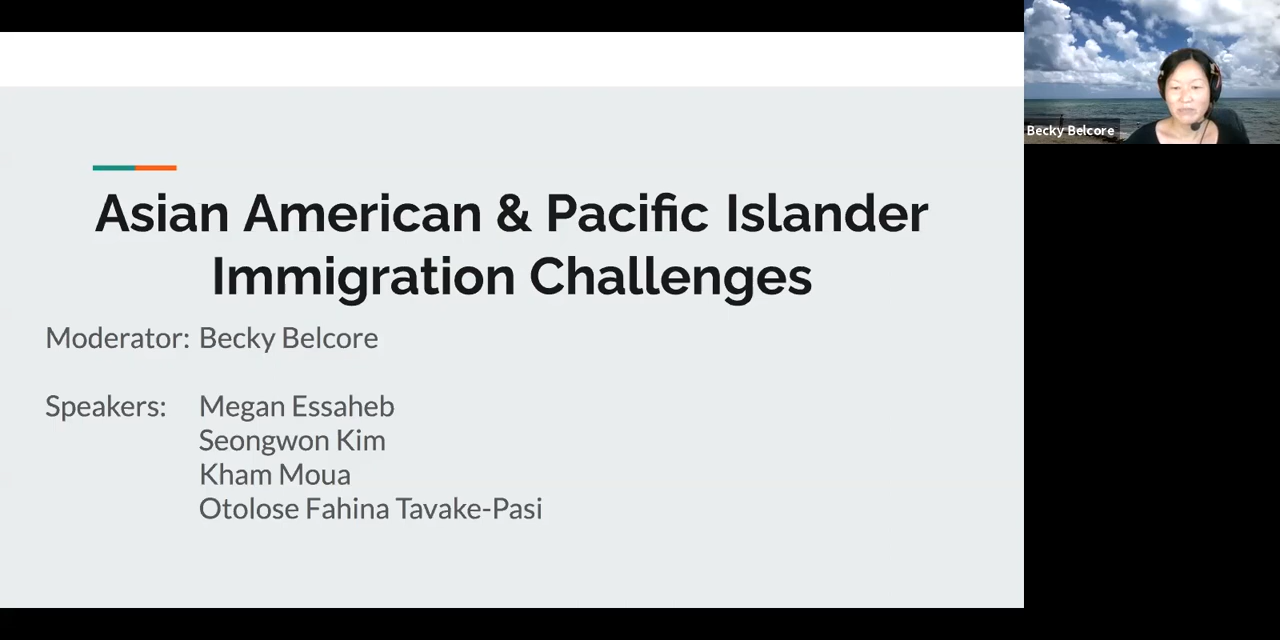 Asian American & Pacific Islander
Immigration Challenges
Moderator: Becky Belcore
Speakers: Megan Essaheb
Seongwon Kim
Kham Moua
Otolose Fahina Tavake-Pasi
Becky Belcore